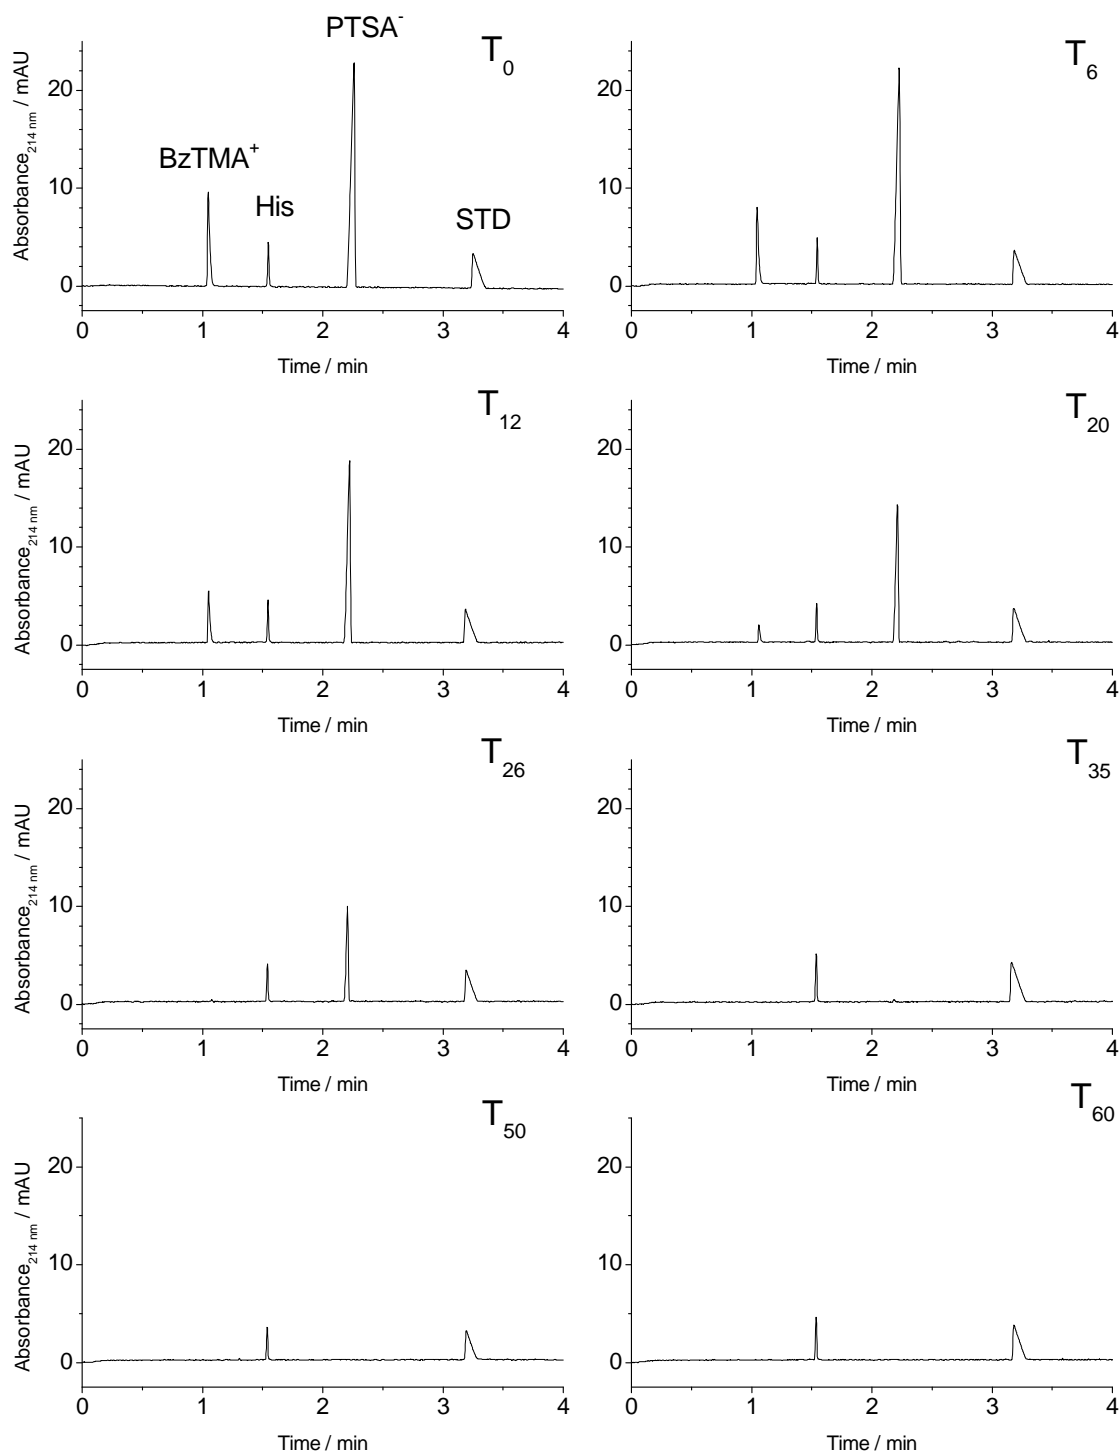 PTSA⁻
T₀
BzTMA⁺
His
STD
Absorbance₂₁₄ ₙₘ / mAU
20
10
0
0 1 2 3 4
Time / min
T₆
20
10
0
0 1 2 3 4
Time / min
T₁₂
Absorbance₂₁₄ ₙₘ / mAU
20
10
0
0 1 2 3 4
Time / min
T₂₀
20
10
0
0 1 2 3 4
Time / min
T₂₆
Absorbance₂₁₄ ₙₘ / mAU
20
10
0
0 1 2 3 4
Time / min
T₃₅
20
10
0
0 1 2 3 4
Time / min
T₅₀
Absorbance₂₁₄ ₙₘ / mAU
20
10
0
0 1 2 3 4
Time / min
T₆₀
20
10
0
0 1 2 3 4
Time / min